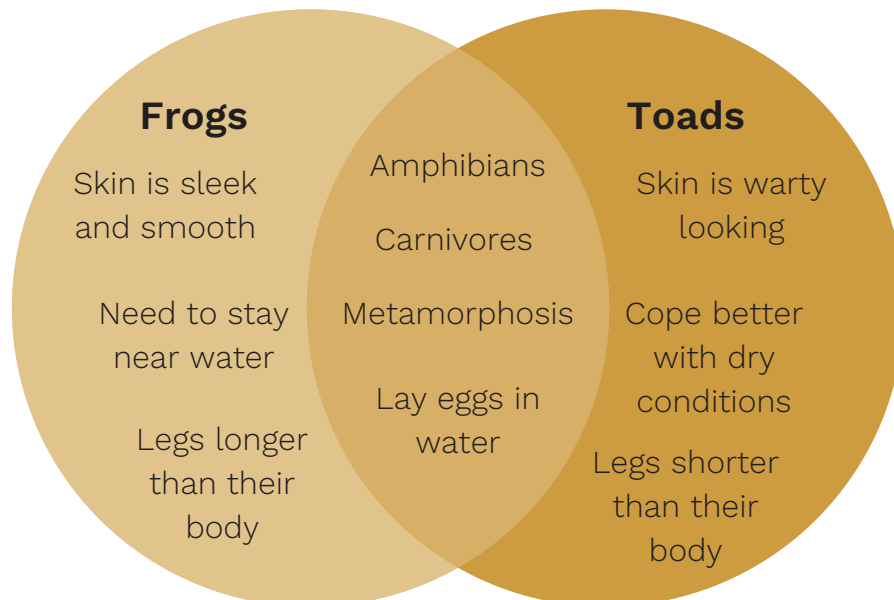 Frogs
Skin is sleek
and smooth
Need to stay
near water
Legs longer
than their
body
Amphibians
Carnivores
Metamorphosis
Lay eggs in
water
Toads
Skin is warty
looking
Cope better
with dry
conditions
Legs shorter
than their
body